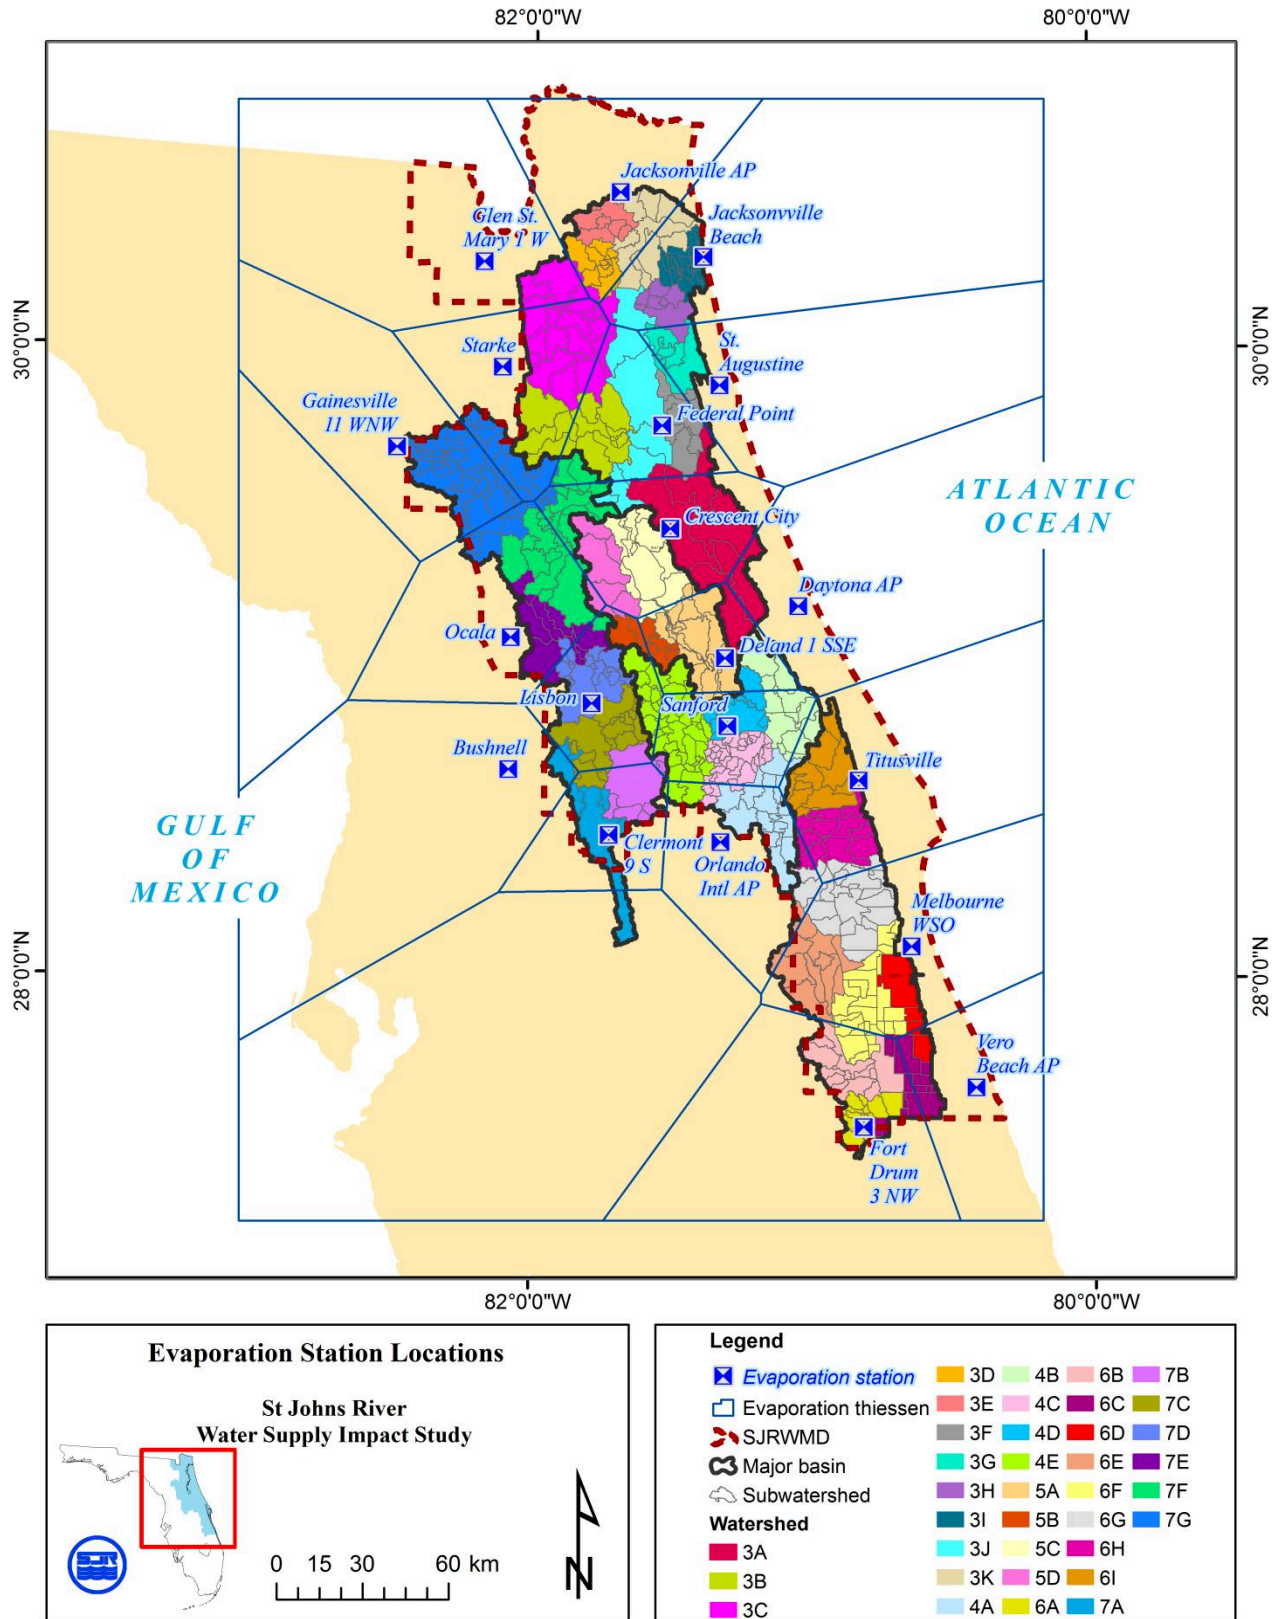 82°0'0"W
80°0'0"W
Jacksonville AP
Glen St.
Mary 1 W
Jacksonvville
Beach
30°0'0"N
30°0'0"N
Starke
St.
Augustine
Gainesville
11 WNW
Federal Point
ATLANTIC
OCEAN
Crescent City
Daytona AP
Ocala
Deland 1 SSE
Lisbon
Sanford
Bushnell
Titusville
GULF
OF
MEXICO
Clermont
9 S
Orlando
Intl AP
Melbourne
WSO
28°0'0"N
28°0'0"N
Vero
Beach AP
Fort
Drum
3 NW
82°0'0"W
80°0'0"W
Evaporation Station Locations
St Johns River
Water Supply Impact Study
0 15 30 60 km
N
Legend
Evaporation station
Evaporation thiessen
SJRWMD
Major basin
Subwatershed
Watershed
3A
3B
3C
3D 4B 6B 7B
3E 4C 6C 7C
3F 4D 6D 7D
3G 4E 6E 7E
3H 5A 6F 7F
3I 5B 6G 7G
3J 5C 6H
3K 5D 6I
4A 6A 7A